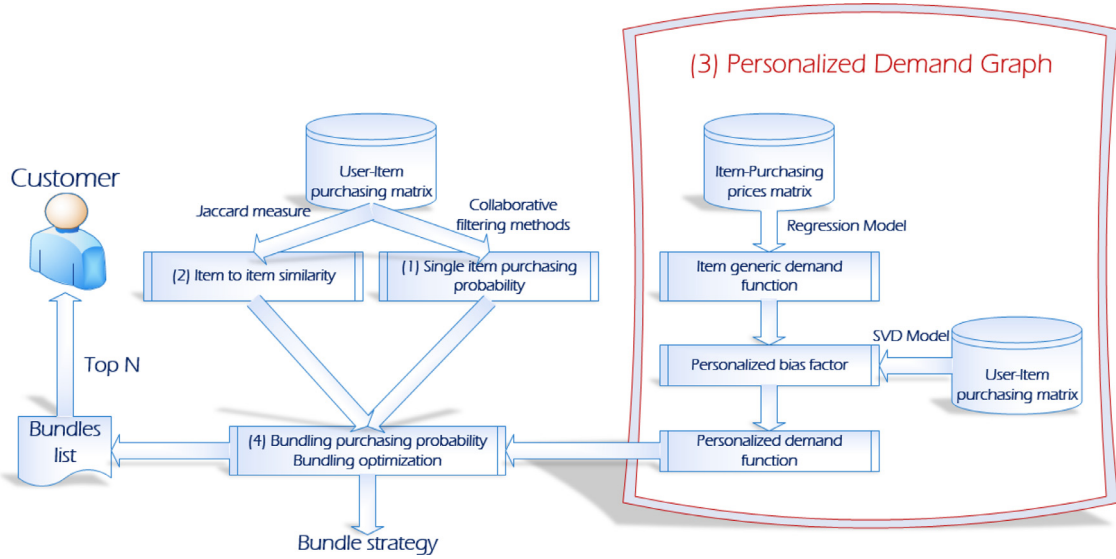 (3) Personalized Demand Graph
User-Item
purchasing matrix
Item-Purchasing
prices matrix
Customer
Jaccard measure
Collaborative
filtering methods
Regression Model
(2) Item to item similarity
(1) Single item purchasing
probability
Item generic demand
function
SVD Model
Top N
Personalized bias factor
User-Item
purchasing matrix
Bundles
list
(4) Bundling purchasing probability
Bundling optimization
Personalized demand
function
Bundle strategy